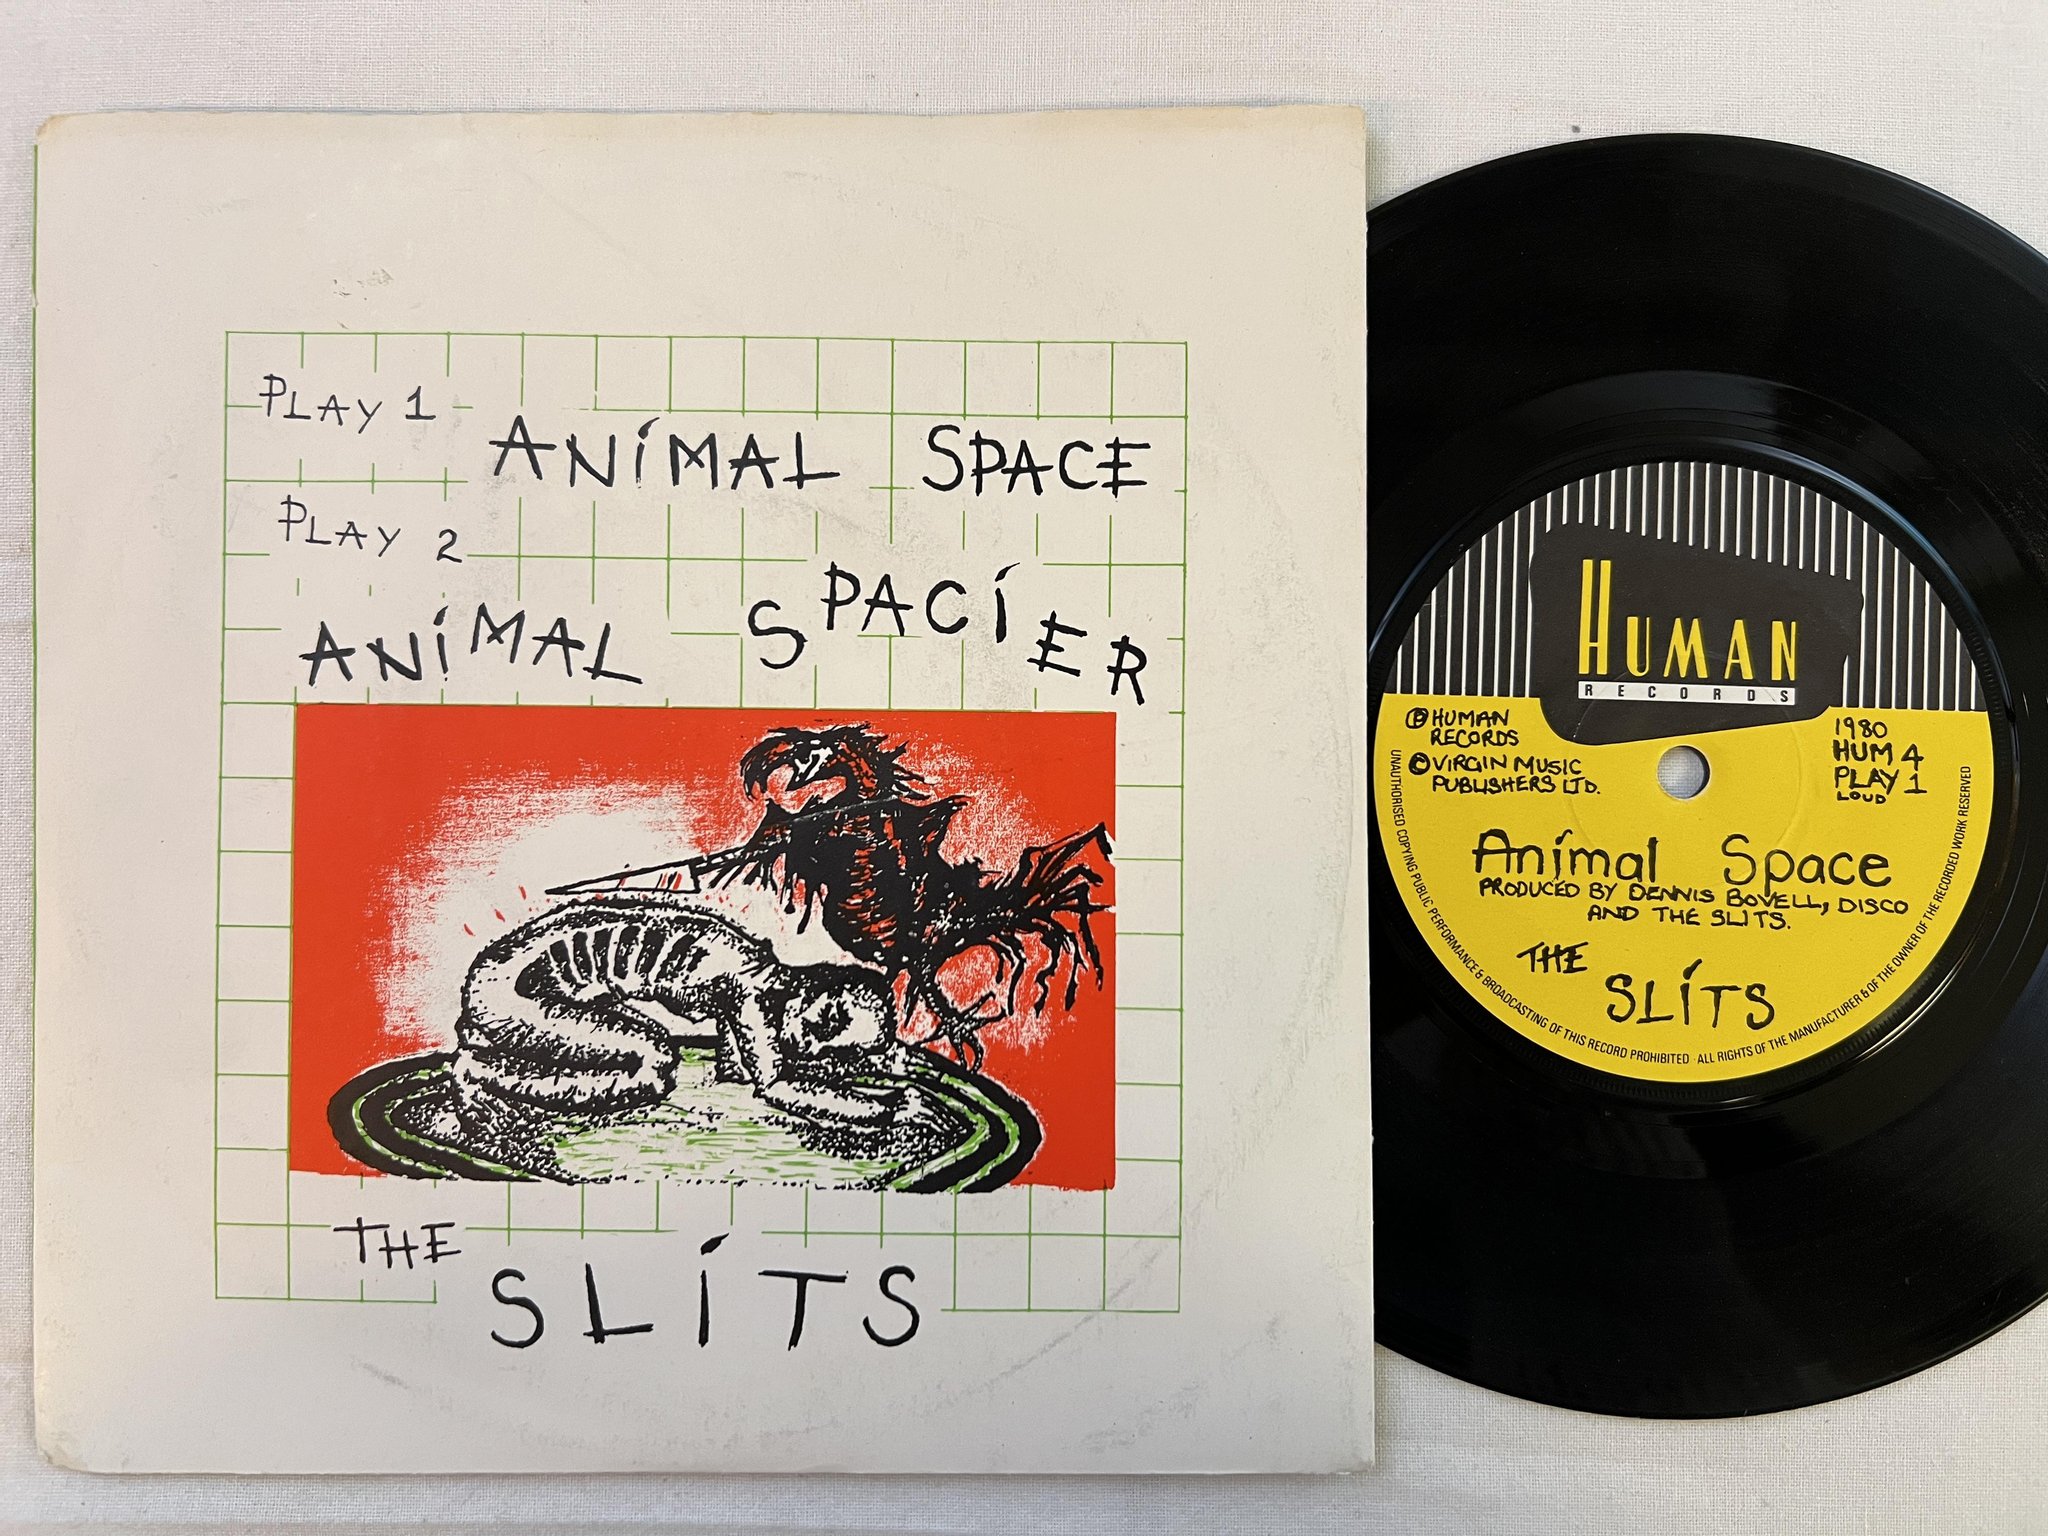 PLAY 1
ANIMAL SPACE
PLAY 2
ANIMAL SPACIER
THE
SLITS
HUMAN
RECORDS
Ⓟ HUMAN
RECORDS
© VIRGIN MUSIC
PUBLISHERS LTD.
1980
HUM 4
PLAY 1
LOUD
Animal Space
PRODUCED BY DENNIS BOVELL, DISCO
AND THE SLITS.
THE
SLITS
UNAUTHORISED COPYING PUBLIC PERFORMANCE & BROADCASTING OF THIS RECORD PROHIBITED · ALL RIGHTS OF THE MANUFACTURER & OF THE OWNER OF THE RECORDED WORK RESERVED